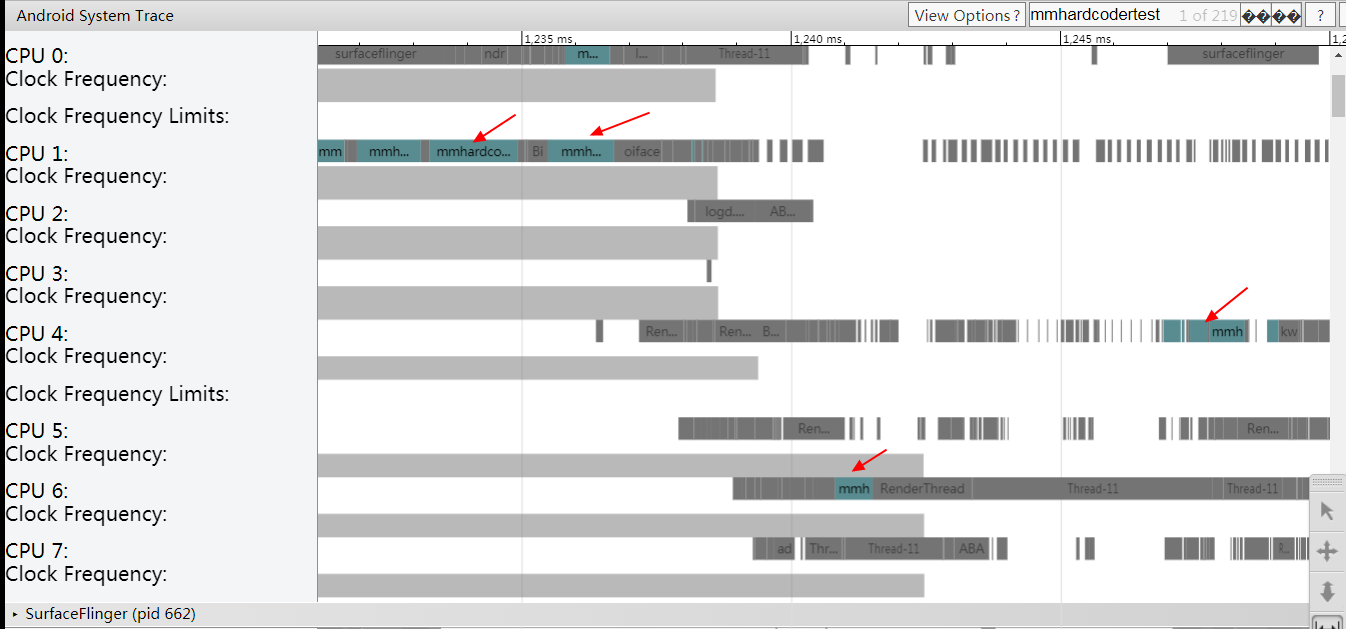 Android System Trace View Options ? mmhardcodertest 1 of 219 ?
1,235 ms 1,240 ms 1,245 ms 1,2
CPU 0: surfaceflinger ndr m... l... Thread-11 surfaceflinger
Clock Frequency:
Clock Frequency Limits:
CPU 1: mm mmh... mmhardco... Bi mmh... oiface
Clock Frequency:
CPU 2: logd.... AB...
Clock Frequency:
CPU 3:
Clock Frequency:
CPU 4: Ren... Ren... B... mmh kw
Clock Frequency:
Clock Frequency Limits:
CPU 5: Ren... Ren...
Clock Frequency:
CPU 6: mmh RenderThread Thread-11 Thread-11
Clock Frequency:
CPU 7: ad Thr... Thread-11 ABA R...
Clock Frequency:
SurfaceFlinger (pid 662)